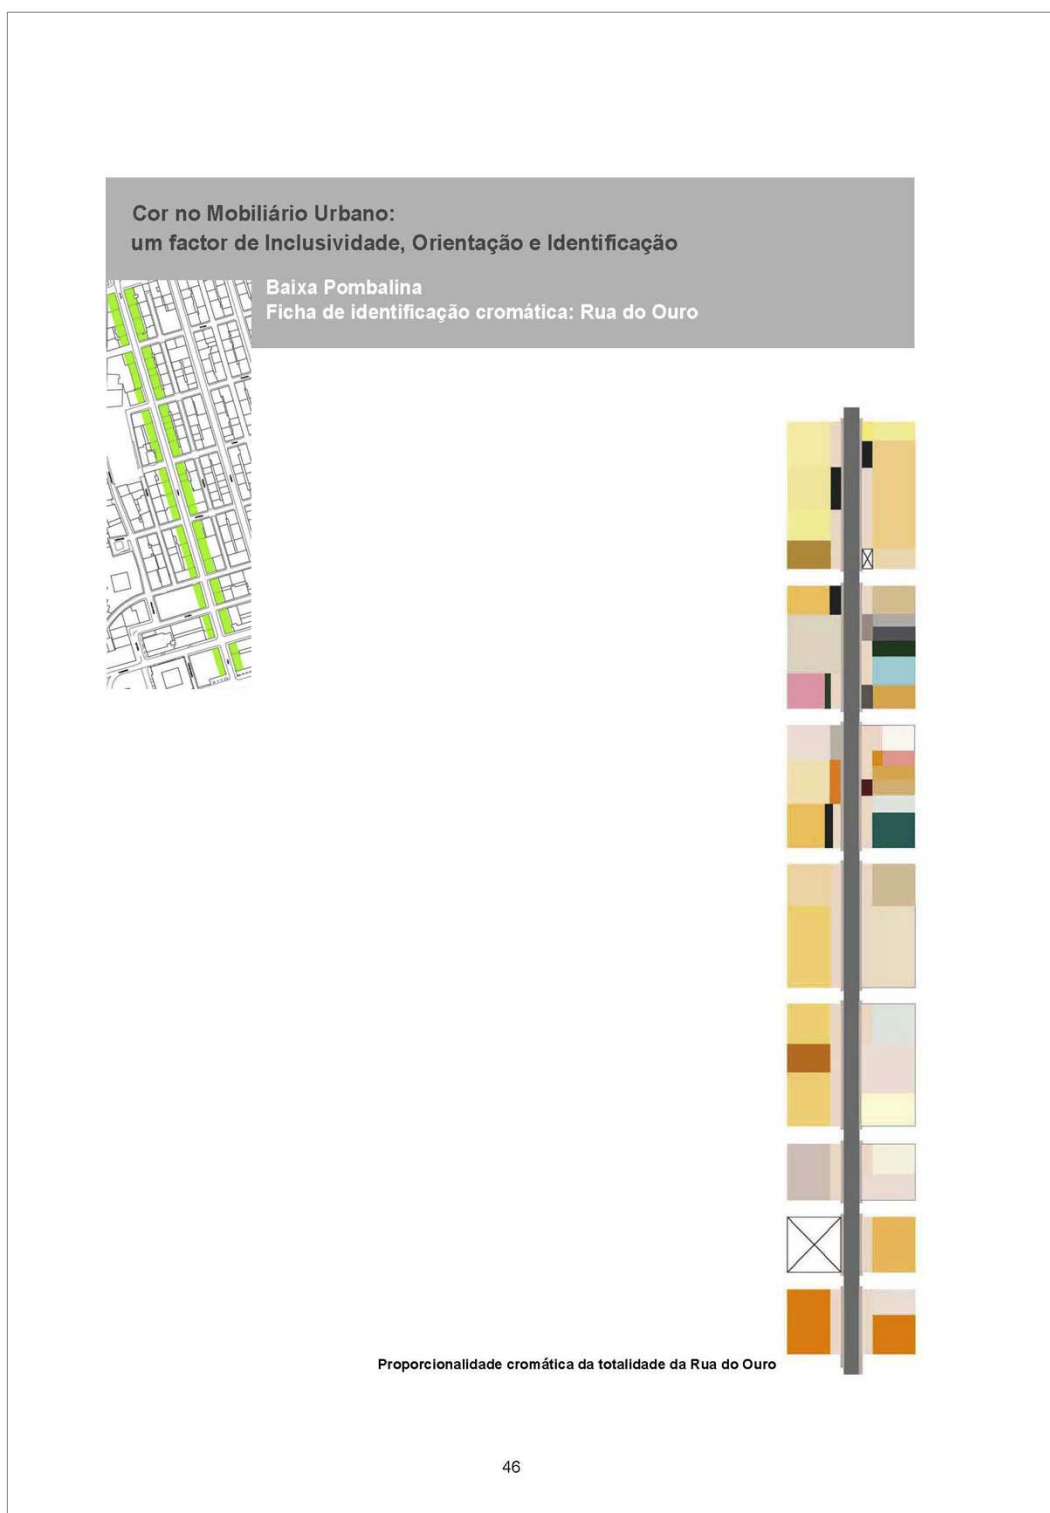 Cor no Mobiliário Urbano:
um factor de Inclusividade, Orientação e Identificação
Baixa Pombalina
Ficha de identificação cromática: Rua do Ouro
Proporcionalidade cromática da totalidade da Rua do Ouro
46